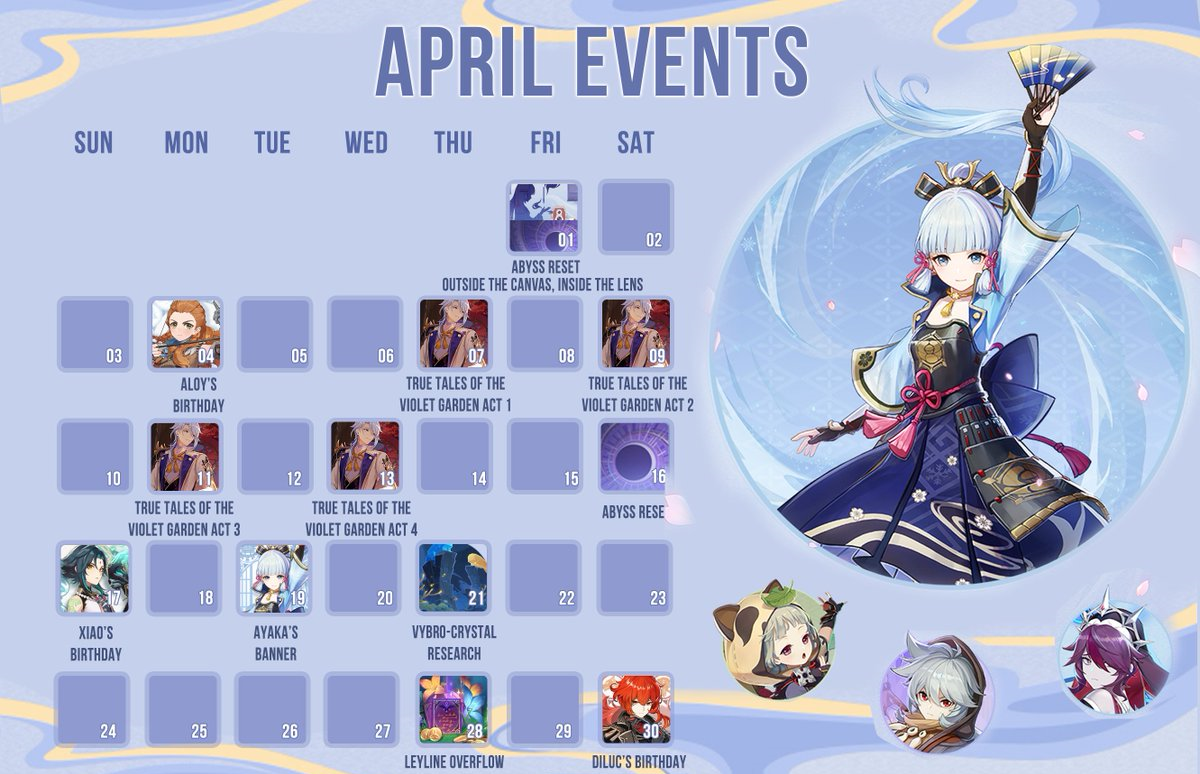 APRIL EVENTS
SUN MON TUE WED THU FRI SAT
01 02
ABYSS RESET
OUTSIDE THE CANVAS, INSIDE THE LENS
03 04 05 06 07 08 09
ALOY'S
BIRTHDAY
TRUE TALES OF THE
VIOLET GARDEN ACT 1
TRUE TALES OF THE
VIOLET GARDEN ACT 2
10 11 12 13 14 15 16
TRUE TALES OF THE
VIOLET GARDEN ACT 3
TRUE TALES OF THE
VIOLET GARDEN ACT 4
ABYSS RESE
17 18 19 20 21 22 23
XIAO'S
BIRTHDAY
AYAKA'S
BANNER
VYBRO-CRYSTAL
RESEARCH
24 25 26 27 28 29 30
LEYLINE OVERFLOW
DILUC'S BIRTHDAY